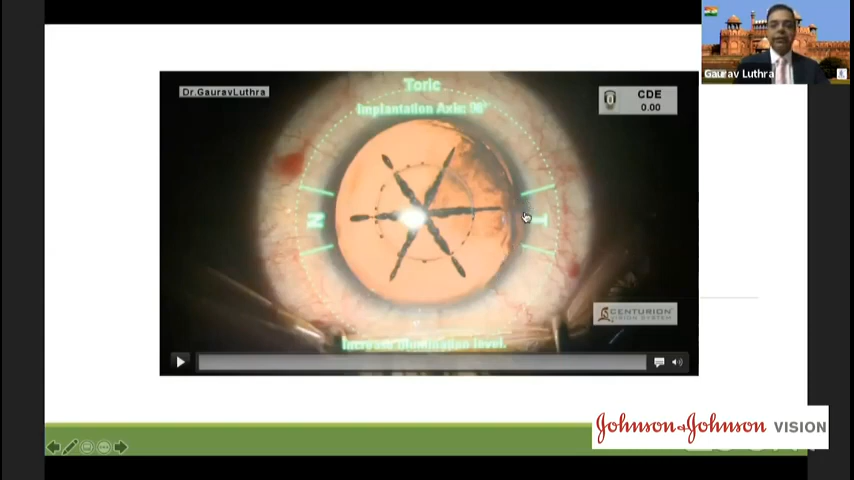 Gaurav Luthra
Dr.GauravLuthra
Toric
Implantation Axis: 98°
CDE
0.00
N
T
CENTURION
VISION SYSTEM
Increase illumination level.
Johnson & Johnson VISION